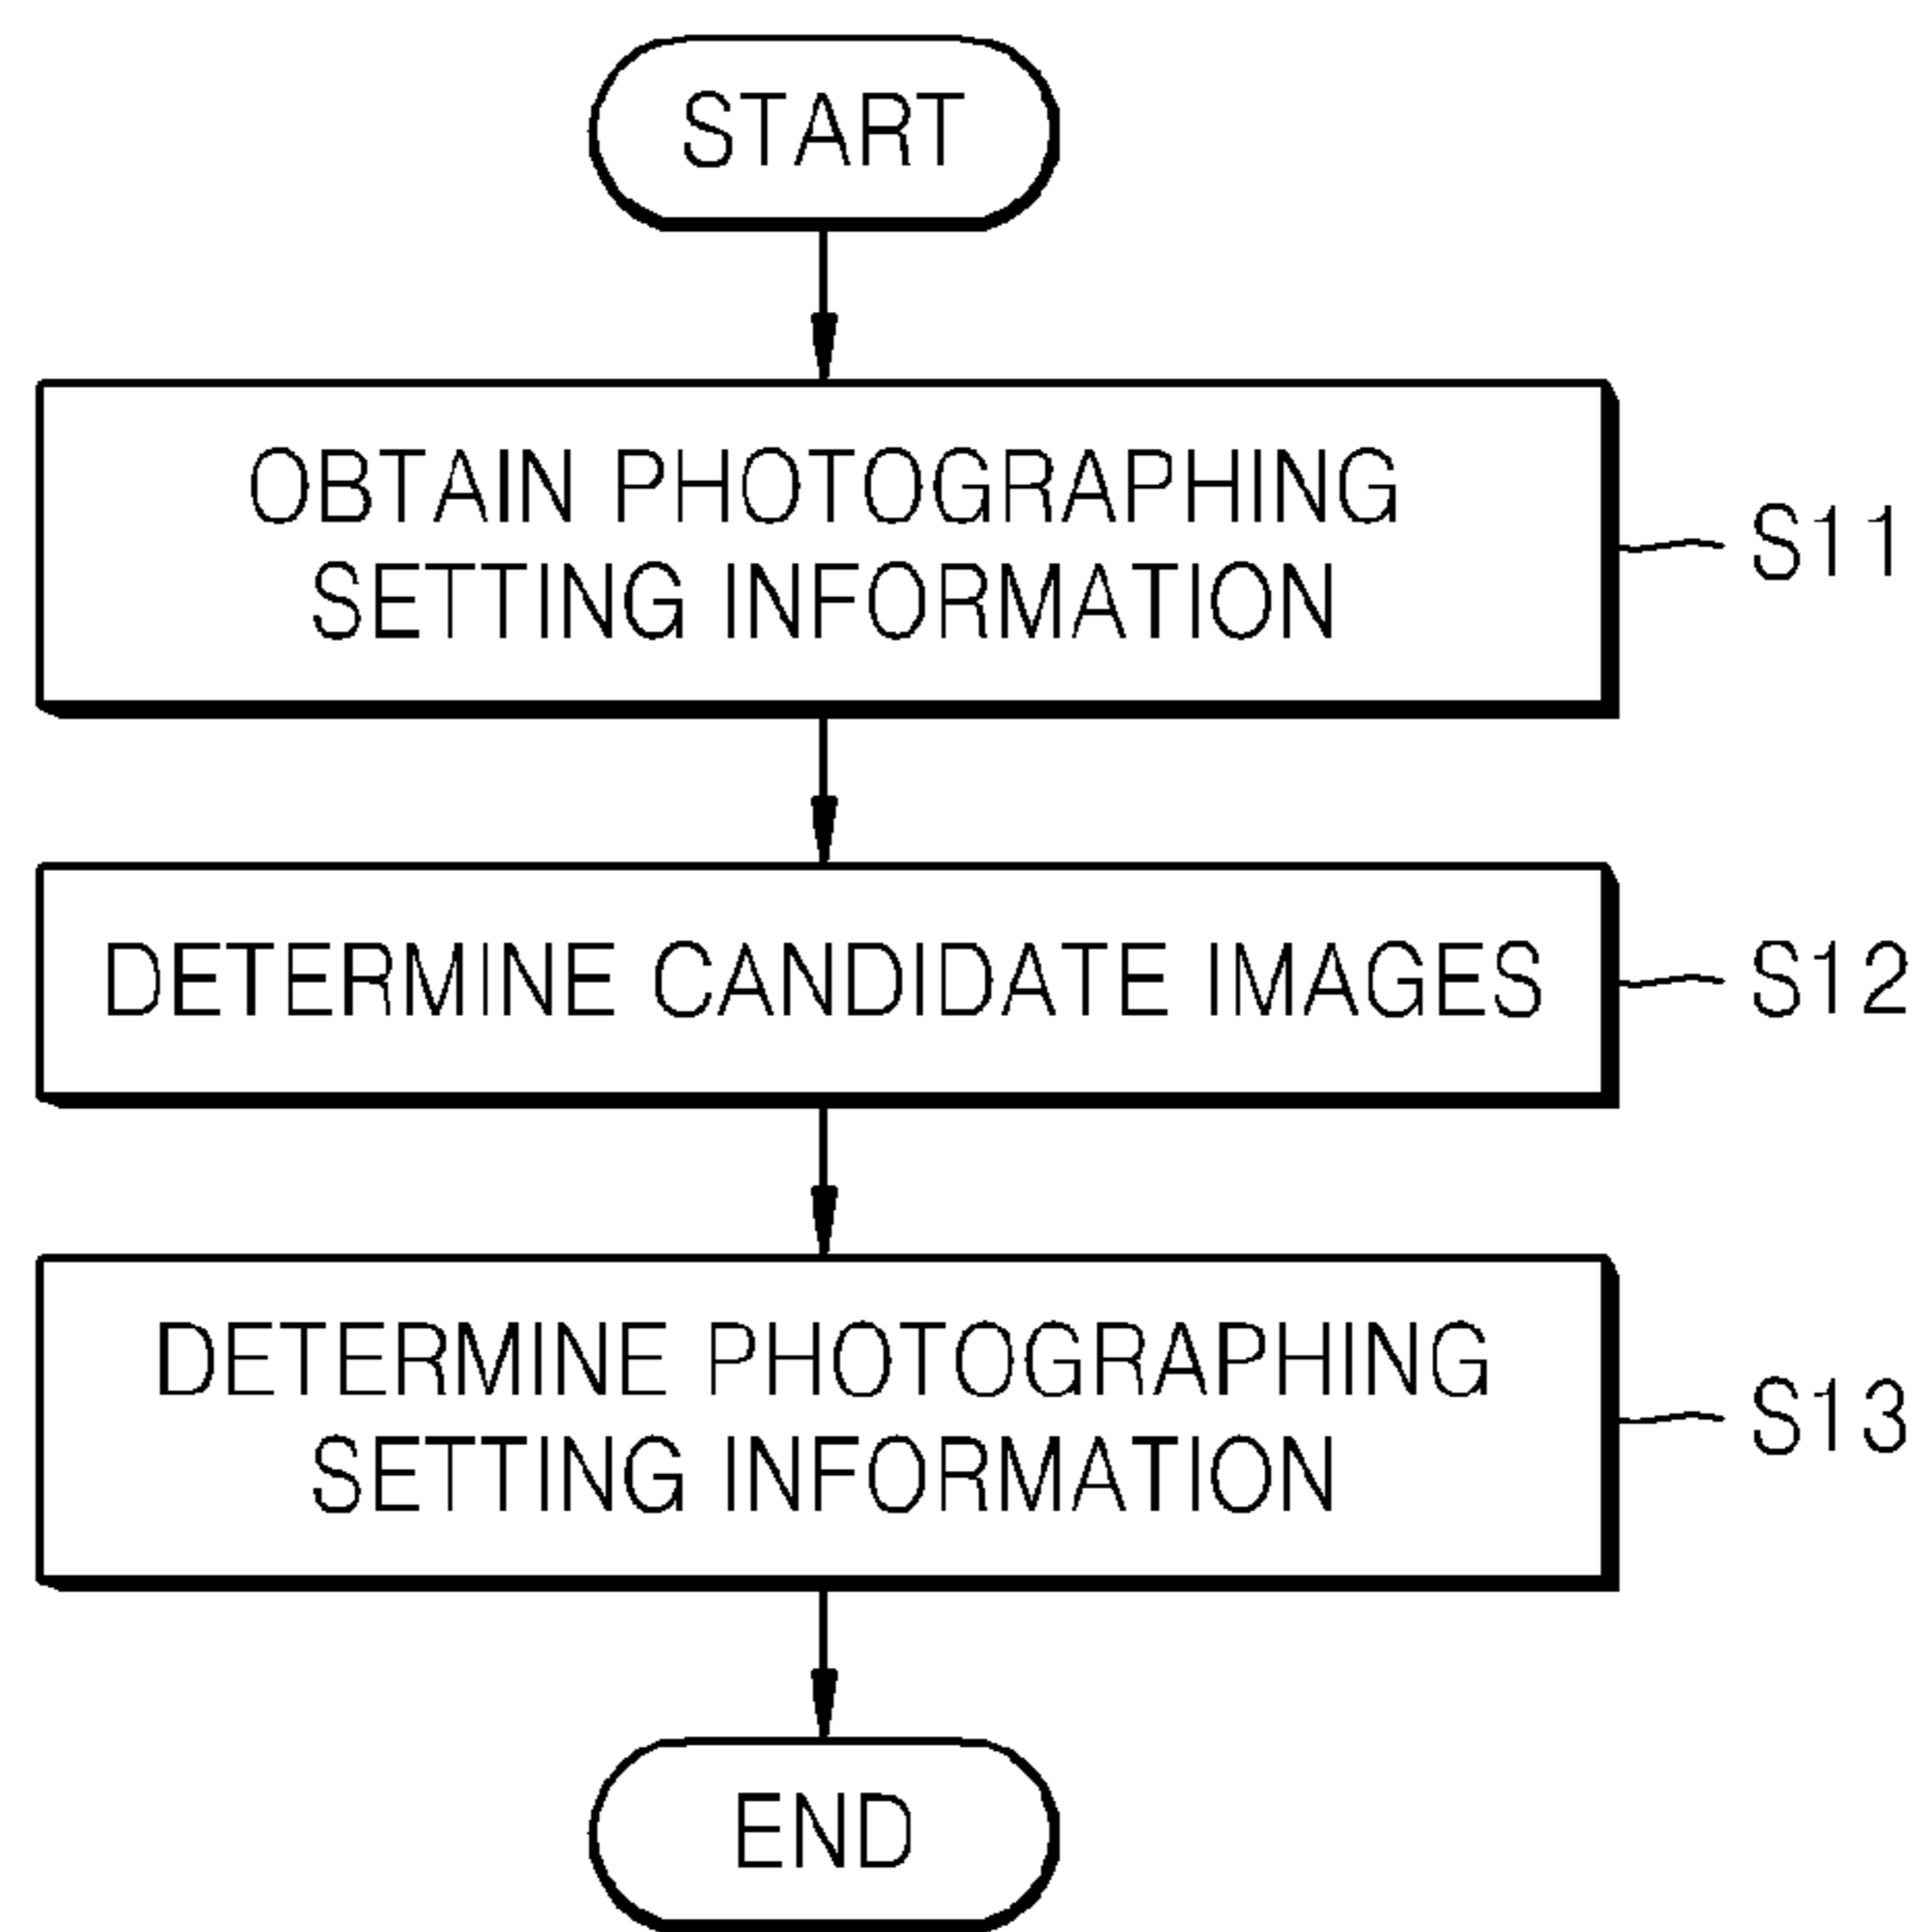 START
OBTAIN PHOTOGRAPHING
SETTING INFORMATION
S11
DETERMINE CANDIDATE IMAGES
S12
DETERMINE PHOTOGRAPHING
SETTING INFORMATION
S13
END